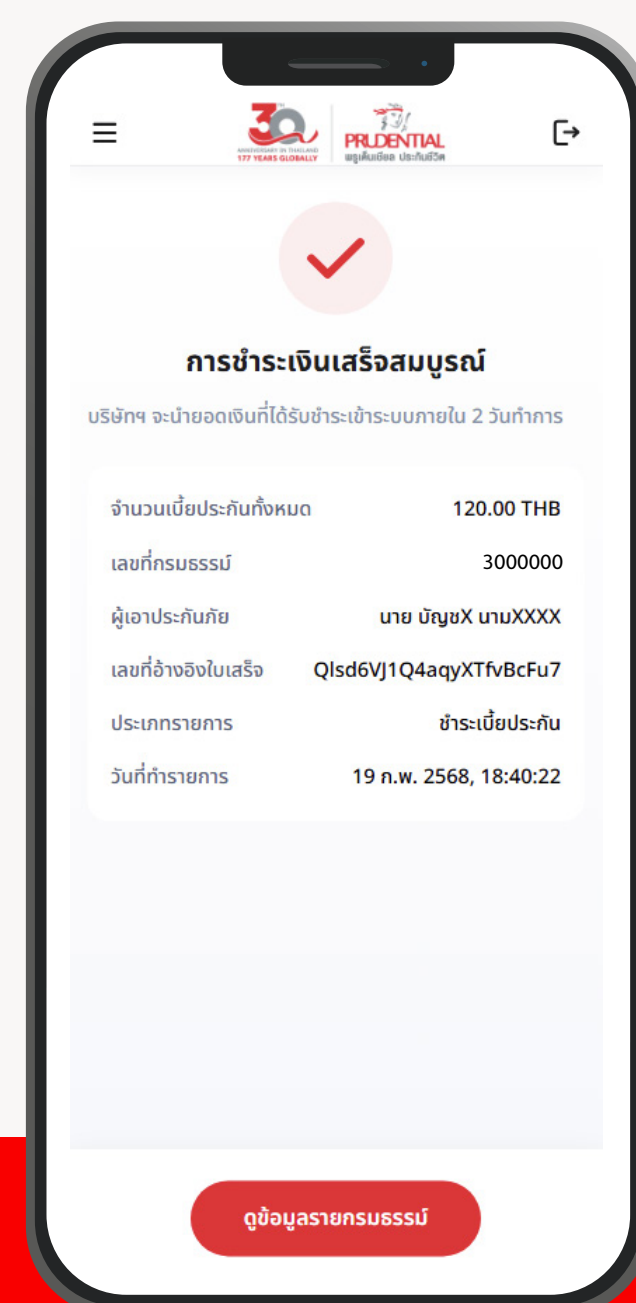 30TH
ANNIVERSARY IN THAILAND
177 YEARS GLOBALLY
PRUDENTIAL
พรูเด็นเชียล ประกันชีวิต
การชำระเงินเสร็จสมบูรณ์
บริษัทฯ จะนำยอดเงินที่ได้รับชำระเข้าระบบภายใน 2 วันทำการ
จำนวนเบี้ยประกันทั้งหมด 120.00 THB
เลขที่กรมธรรม์ 3000000
ผู้เอาประกันภัย นาย บัญชX นามXXXX
เลขที่อ้างอิงใบเสร็จ Qlsd6VJ1Q4aqyXTfvBcFu7
ประเภทรายการ ชำระเบี้ยประกัน
วันที่ทำรายการ 19 ก.พ. 2568, 18:40:22
ดูข้อมูลรายกรมธรรม์